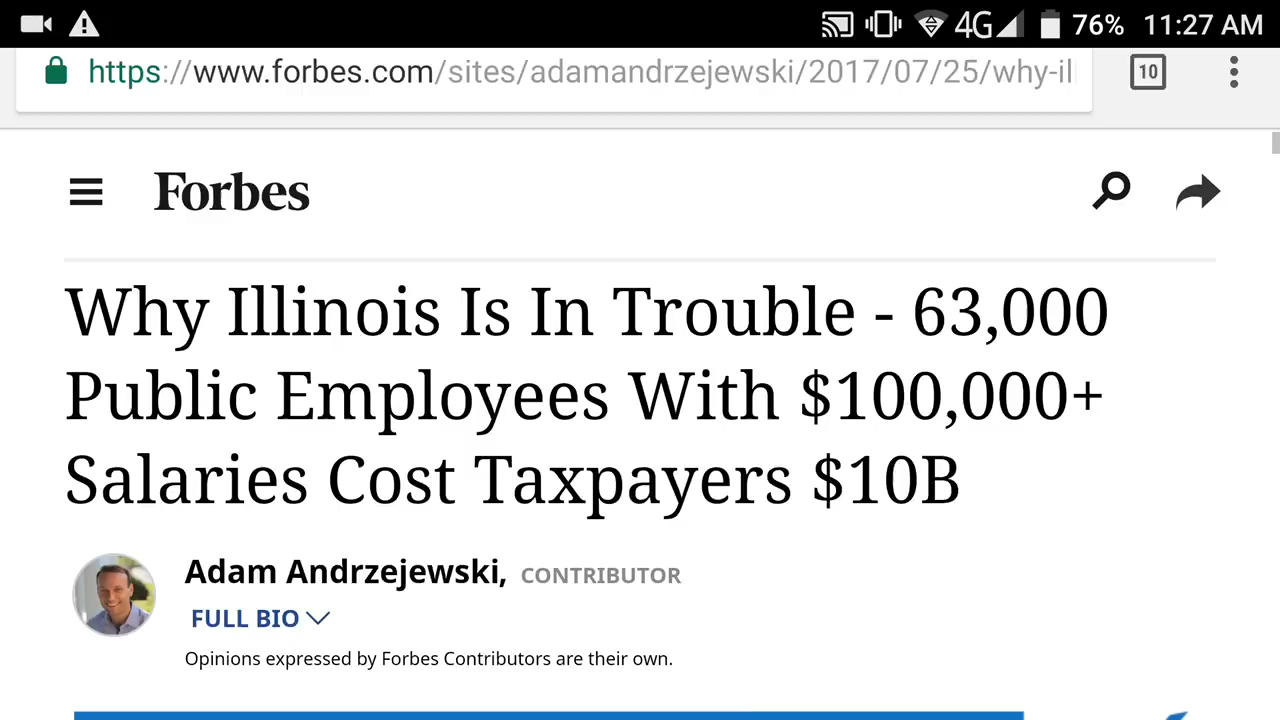 4G 76% 11:27 AM
https://www.forbes.com/sites/adamandrzejewski/2017/07/25/why-il
10
Forbes
Why Illinois Is In Trouble - 63,000
Public Employees With $100,000+
Salaries Cost Taxpayers $10B
Adam Andrzejewski, CONTRIBUTOR
FULL BIO
Opinions expressed by Forbes Contributors are their own.